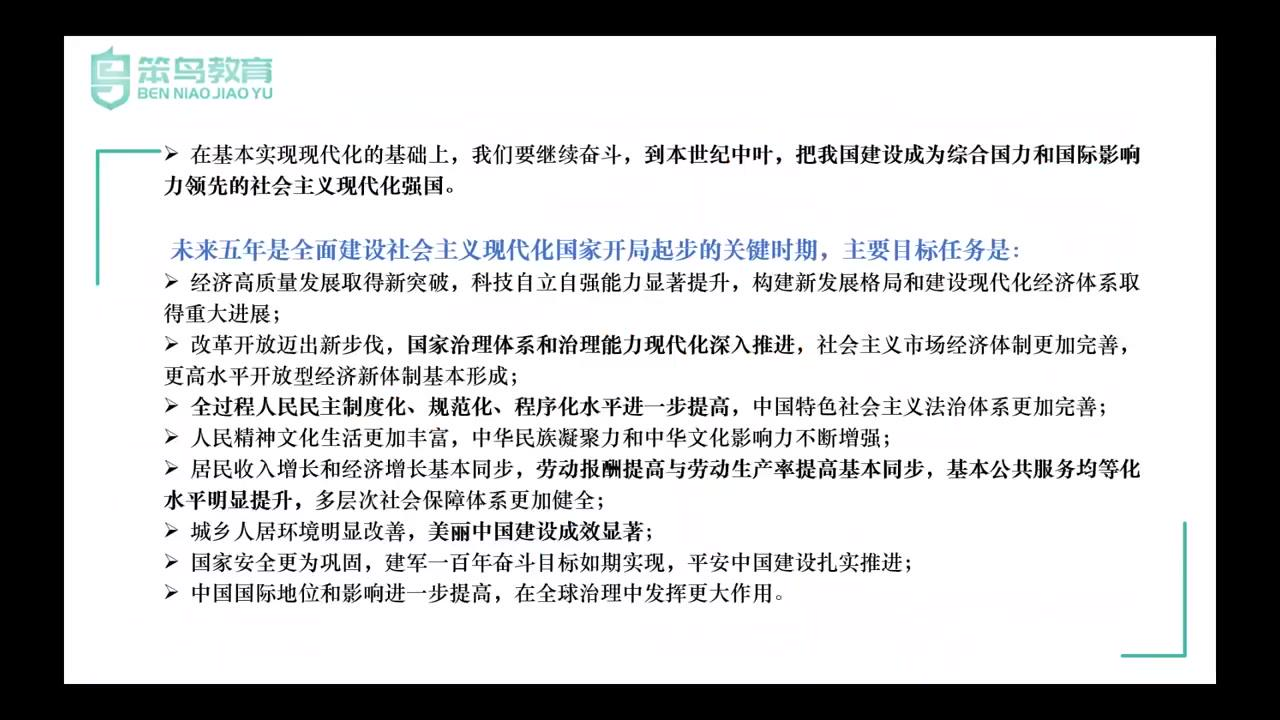 笨鸟教育
BEN NIAO JIAO YU
➢ 在基本实现现代化的基础上，我们要继续奋斗，到本世纪中叶，把我国建设成为综合国力和国际影响
力领先的社会主义现代化强国。
未来五年是全面建设社会主义现代化国家开局起步的关键时期，主要目标任务是：
➢ 经济高质量发展取得新突破，科技自立自强能力显著提升，构建新发展格局和建设现代化经济体系取
得重大进展；
➢ 改革开放迈出新步伐，国家治理体系和治理能力现代化深入推进，社会主义市场经济体制更加完善，
更高水平开放型经济新体制基本形成；
➢ 全过程人民民主制度化、规范化、程序化水平进一步提高，中国特色社会主义法治体系更加完善；
➢ 人民精神文化生活更加丰富，中华民族凝聚力和中华文化影响力不断增强；
➢ 居民收入增长和经济增长基本同步，劳动报酬提高与劳动生产率提高基本同步，基本公共服务均等化
水平明显提升，多层次社会保障体系更加健全；
➢ 城乡人居环境明显改善，美丽中国建设成效显著；
➢ 国家安全更为巩固，建军一百年奋斗目标如期实现，平安中国建设扎实推进；
➢ 中国国际地位和影响进一步提高，在全球治理中发挥更大作用。